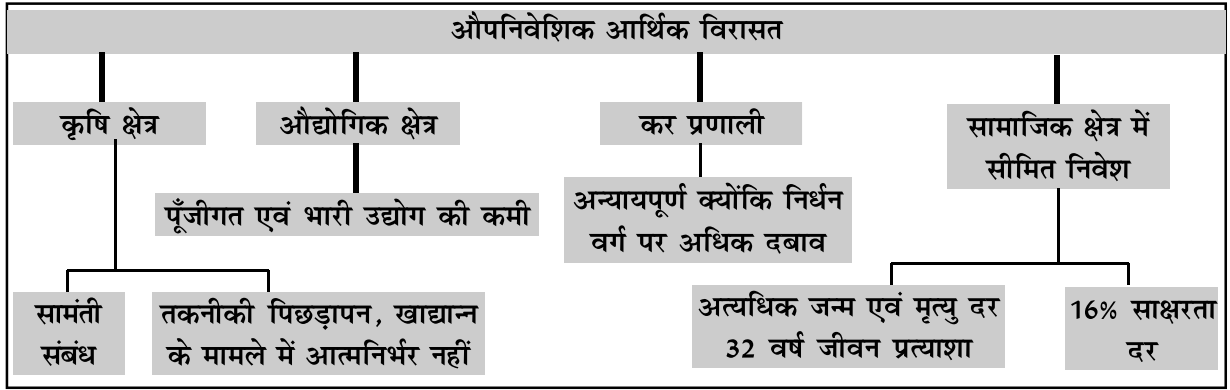 औपनिवेशिक आर्थिक विरासत
कृषि क्षेत्र
औद्योगिक क्षेत्र
कर प्रणाली
सामाजिक क्षेत्र में
सीमित निवेश
पूँजीगत एवं भारी उद्योग की कमी
अन्यायपूर्ण क्योंकि निर्धन
वर्ग पर अधिक दबाव
सामंती
संबंध
तकनीकी पिछड़ापन, खाद्यान्न
के मामले में आत्मनिर्भर नहीं
अत्यधिक जन्म एवं मृत्यु दर
32 वर्ष जीवन प्रत्याशा
16% साक्षरता
दर